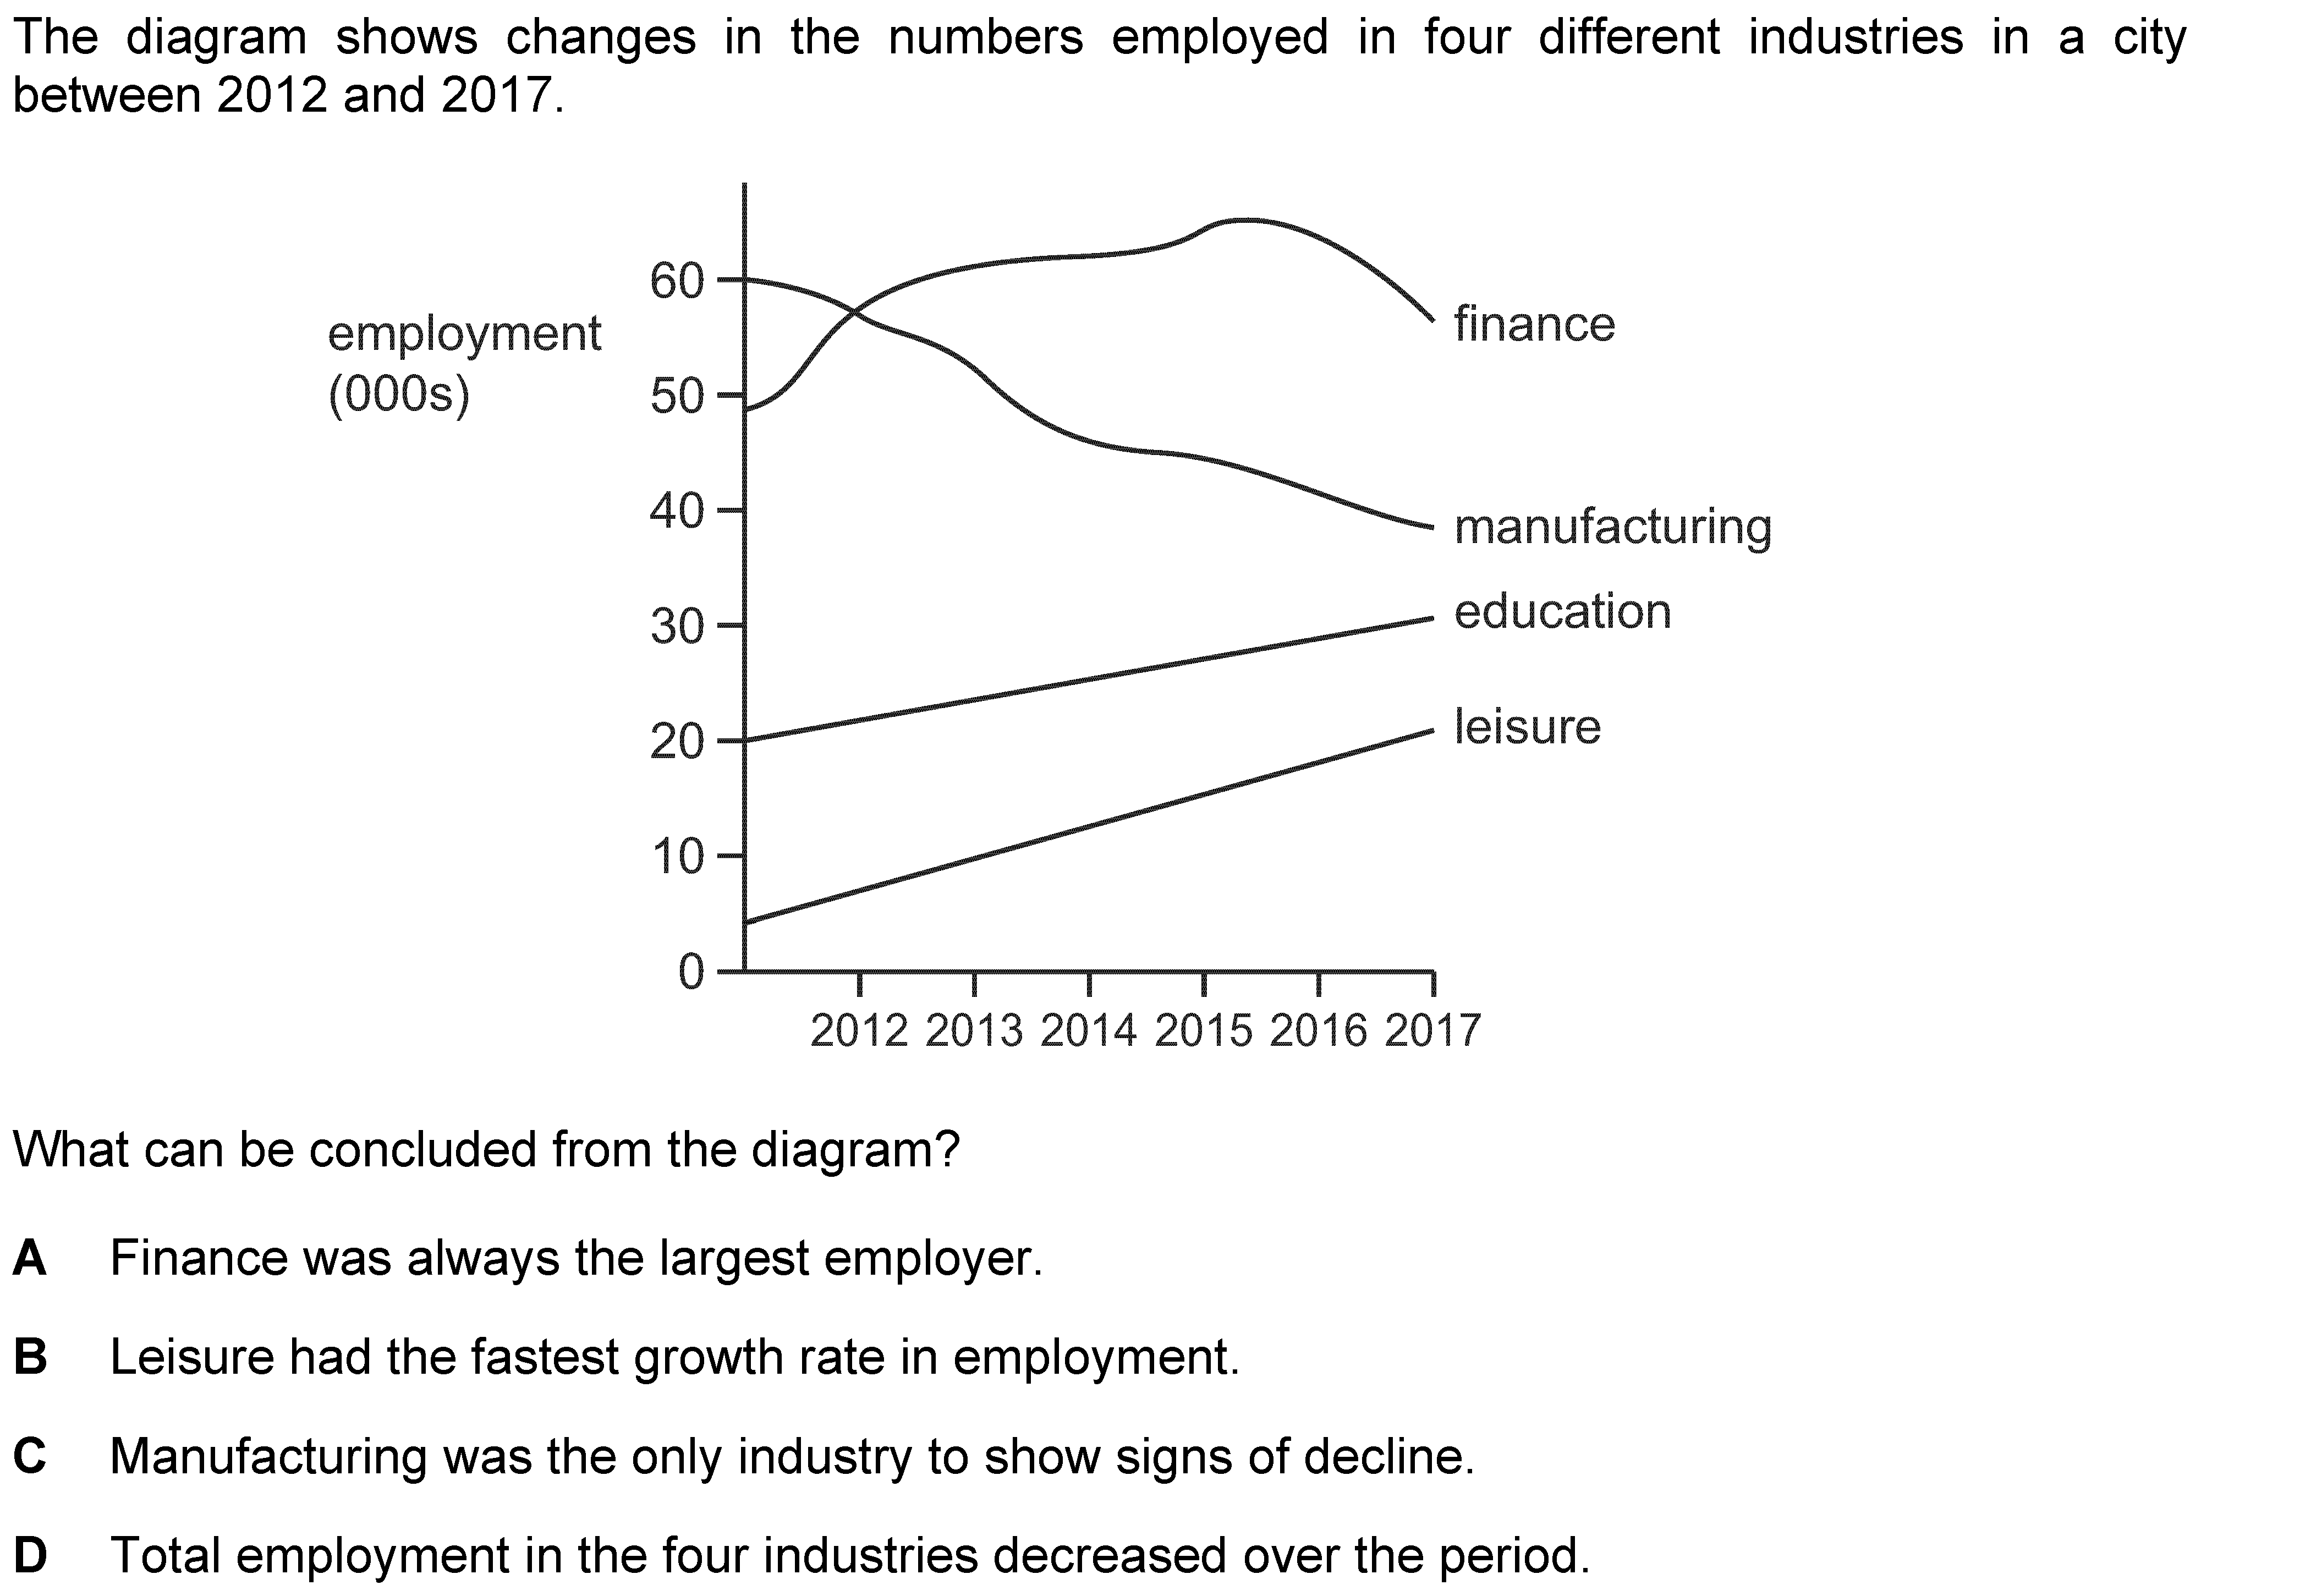 The diagram shows changes in the numbers employed in four different industries in a city
between 2012 and 2017.
60
employment
(000s)
finance
50
40
manufacturing
30
education
20
leisure
10
0
2012 2013 2014 2015 2016 2017
What can be concluded from the diagram?
A Finance was always the largest employer.
B Leisure had the fastest growth rate in employment.
C Manufacturing was the only industry to show signs of decline.
D Total employment in the four industries decreased over the period.